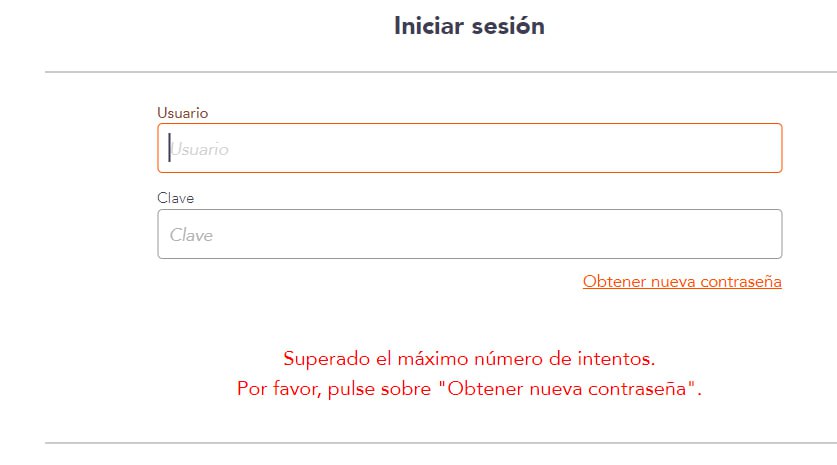 Iniciar sesión
Usuario
Usuario
Clave
Clave
Obtener nueva contraseña
Superado el máximo número de intentos.
Por favor, pulse sobre "Obtener nueva contraseña".